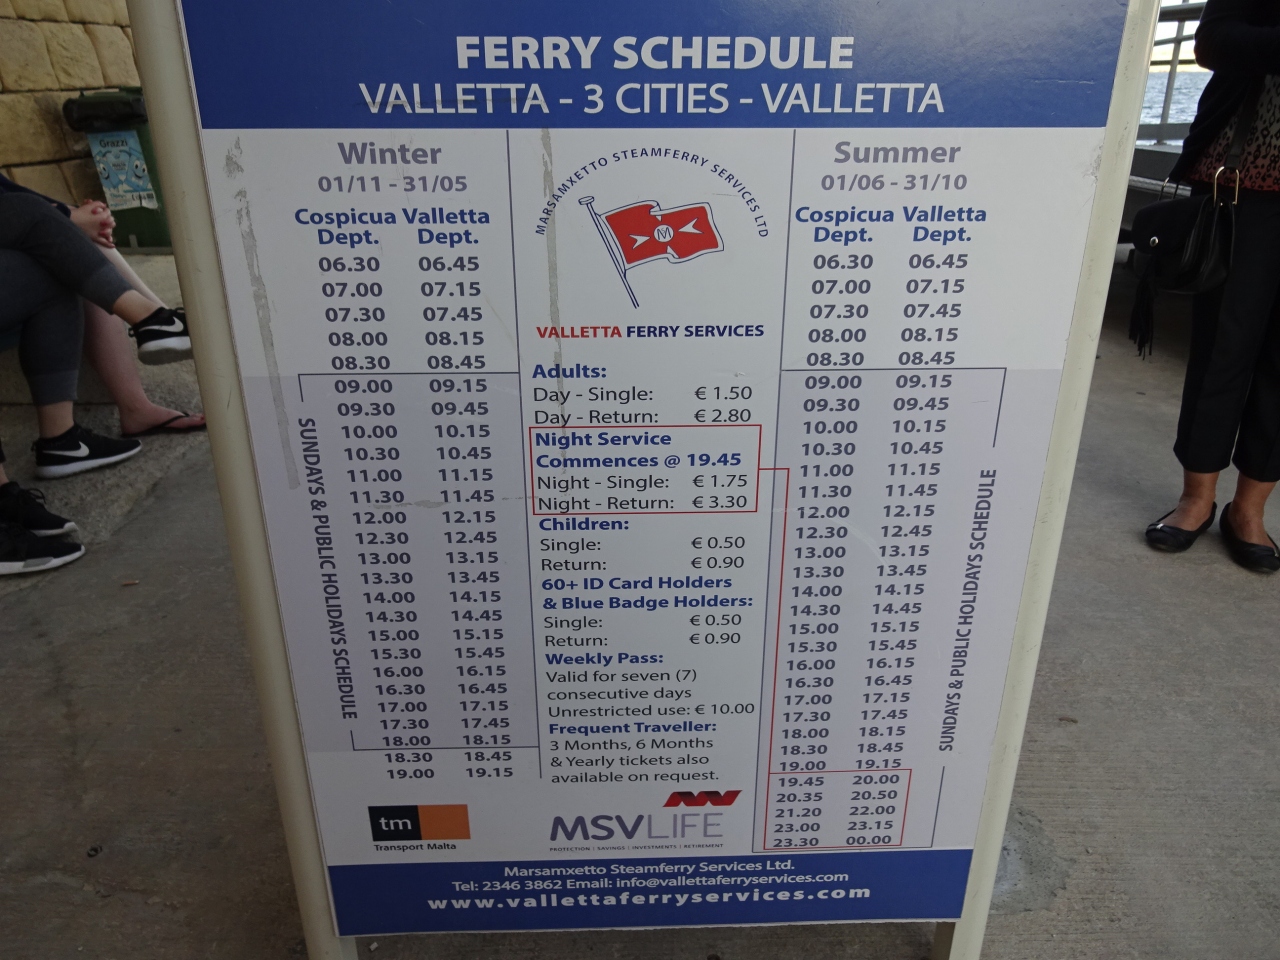 FERRY SCHEDULE
VALLETTA - 3 CITIES - VALLETTA
Winter
01/11 - 31/05
Cospicua Valletta
Dept. Dept.
06.30 06.45
07.00 07.15
07.30 07.45
08.00 08.15
08.30 08.45
09.00 09.15
09.30 09.45
10.00 10.15
10.30 10.45
11.00 11.15
11.30 11.45
12.00 12.15
12.30 12.45
13.00 13.15
13.30 13.45
14.00 14.15
14.30 14.45
15.00 15.15
15.30 15.45
16.00 16.15
16.30 16.45
17.00 17.15
17.30 17.45
18.00 18.15
18.30 18.45
19.00 19.15
SUNDAYS & PUBLIC HOLIDAYS SCHEDULE
tm
Transport Malta
MARSAMXETTO STEAMFERRY SERVICES LTD
M
VALLETTA FERRY SERVICES
Adults:
Day - Single: € 1.50
Day - Return: € 2.80
Night Service
Commences @ 19.45
Night - Single: € 1.75
Night - Return: € 3.30
Children:
Single: € 0.50
Return: € 0.90
60+ ID Card Holders
& Blue Badge Holders:
Single: € 0.50
Return: € 0.90
Weekly Pass:
Valid for seven (7)
consecutive days
Unrestricted use: € 10.00
Frequent Traveller:
3 Months, 6 Months
& Yearly tickets also
available on request.
MSVLIFE
PROTECTION | SAVINGS | INVESTMENTS | RETIREMENT
Summer
01/06 - 31/10
Cospicua Valletta
Dept. Dept.
06.30 06.45
07.00 07.15
07.30 07.45
08.00 08.15
08.30 08.45
09.00 09.15
09.30 09.45
10.00 10.15
10.30 10.45
11.00 11.15
11.30 11.45
12.00 12.15
12.30 12.45
13.00 13.15
13.30 13.45
14.00 14.15
14.30 14.45
15.00 15.15
15.30 15.45
16.00 16.15
16.30 16.45
17.00 17.15
17.30 17.45
18.00 18.15
18.30 18.45
19.00 19.15
19.45 20.00
20.35 20.50
21.20 22.00
23.00 23.15
23.30 00.00
SUNDAYS & PUBLIC HOLIDAYS SCHEDULE
Marsamxetto Steamferry Services Ltd.
Tel: 2346 3862 Email: info@vallettaferryservices.com
www.vallettaferryservices.com
Grazzi